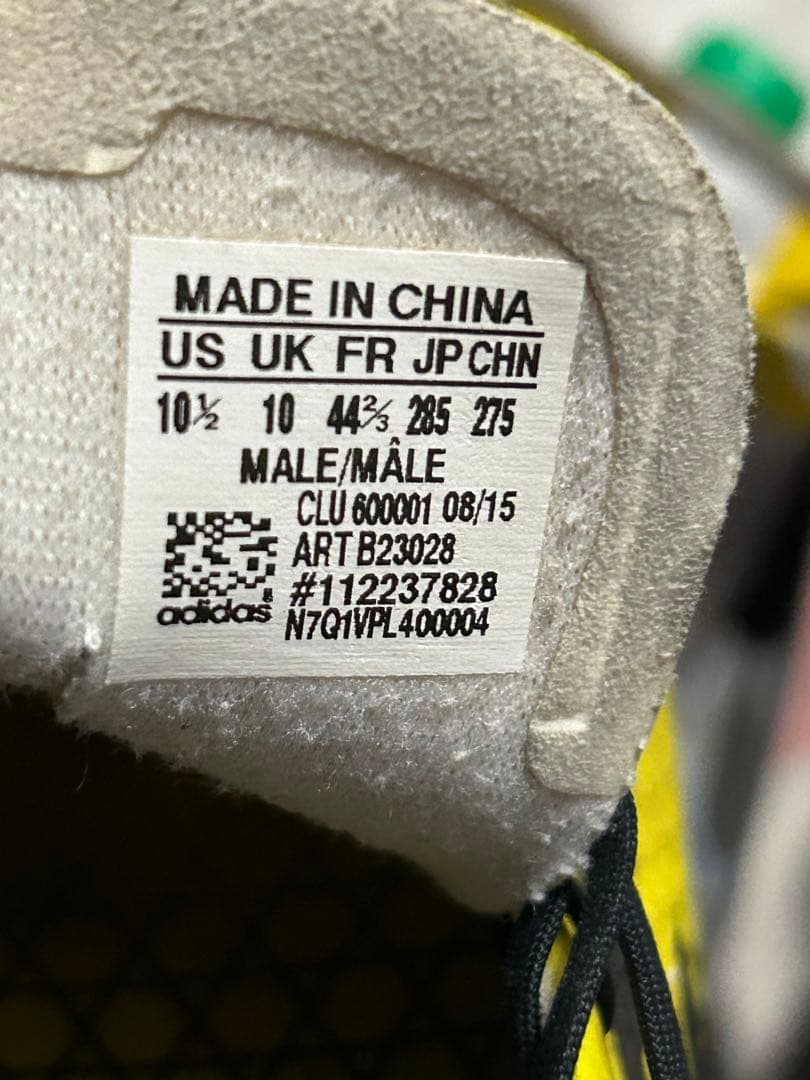 MADE IN CHINA
US UK FR JP CHN
10½ 10 44⅔ 285 275
MALE/MÂLE
CLU 600001 08/15
ART B23028
#112237828
adidas® N7Q1VPL400004